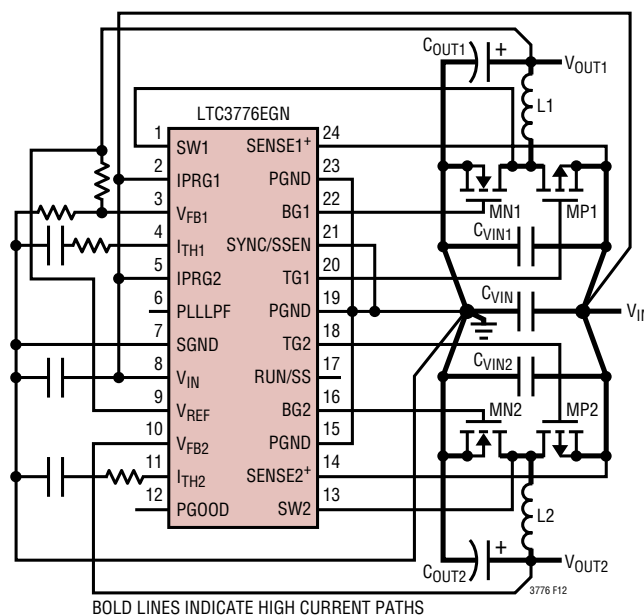 COUT1
+
VOUT1
L1
LTC3776EGN
1 SW1 SENSE1+ 24
2 IPRG1 PGND 23
3 VFB1 BG1 22
4 ITH1 SYNC/SSEN 21
5 IPRG2 TG1 20
6 PLLLPF PGND 19
7 SGND TG2 18
8 VIN RUN/SS 17
9 VREF BG2 16
10 VFB2 PGND 15
11 ITH2 SENSE2+ 14
12 PGOOD SW2 13
MN1 MP1
CVIN1
CVIN
VIN
CVIN2
MN2 MP2
L2
COUT2
+
VOUT2
3776 F12
BOLD LINES INDICATE HIGH CURRENT PATHS